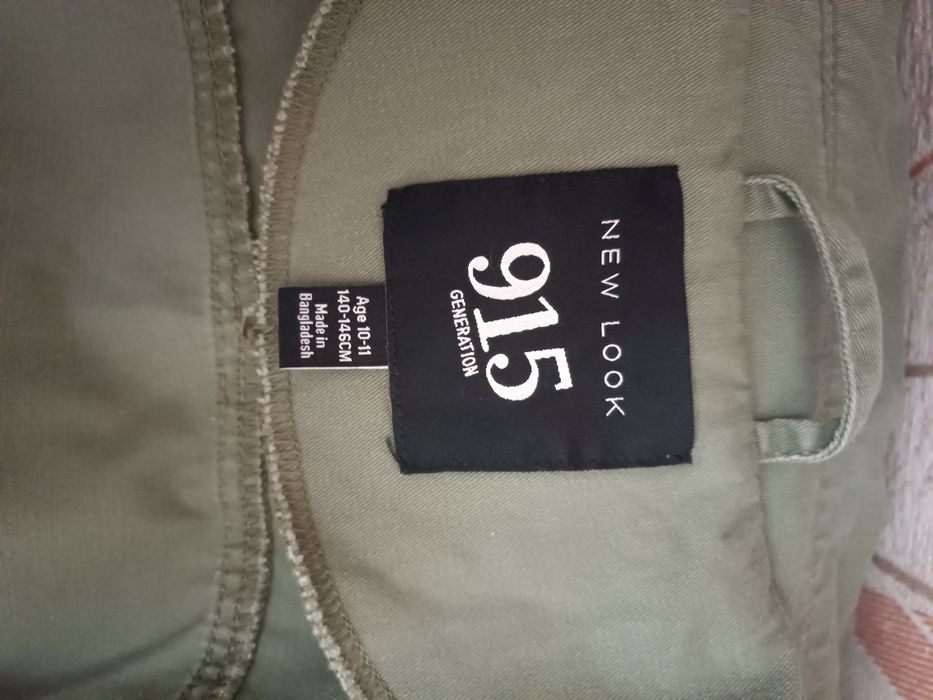 NEW LOOK
915
GENERATION
Age 10-11
140-146CM
Made in
Bangladesh